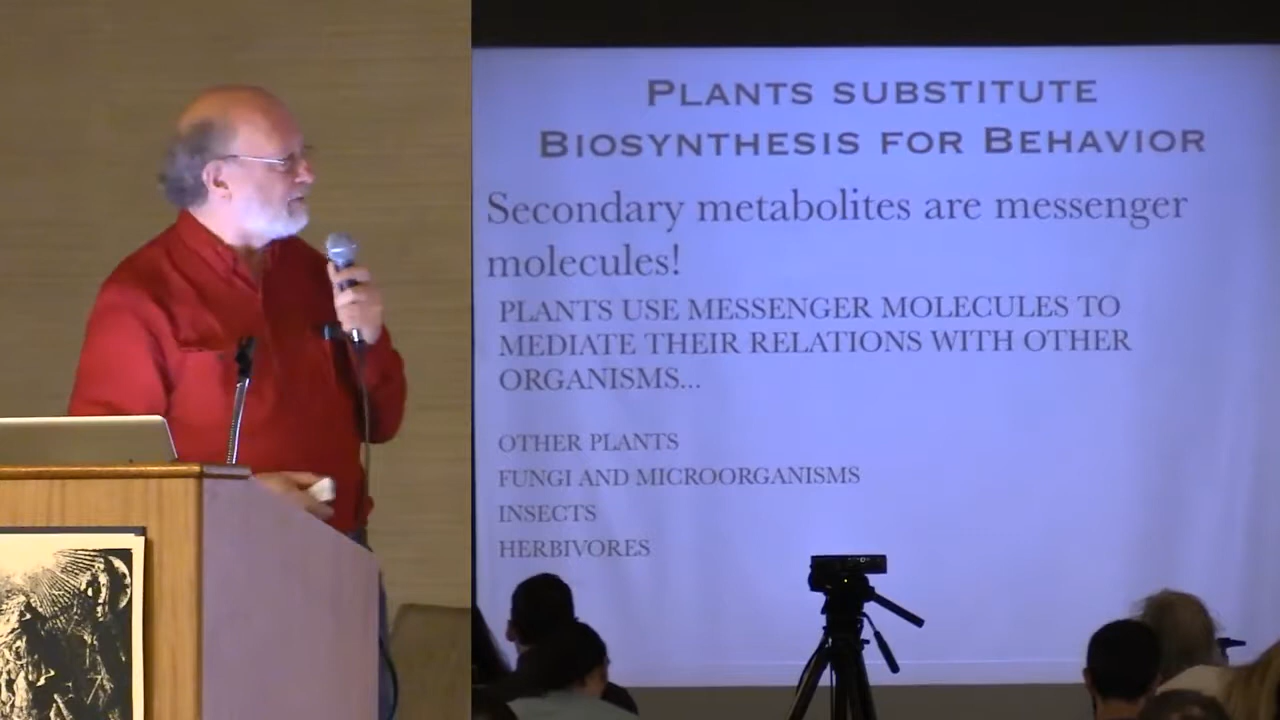 PLANTS SUBSTITUTE
BIOSYNTHESIS FOR BEHAVIOR
Secondary metabolites are messenger
molecules!
PLANTS USE MESSENGER MOLECULES TO
MEDIATE THEIR RELATIONS WITH OTHER
ORGANISMS...
OTHER PLANTS
FUNGI AND MICROORGANISMS
INSECTS
HERBIVORES